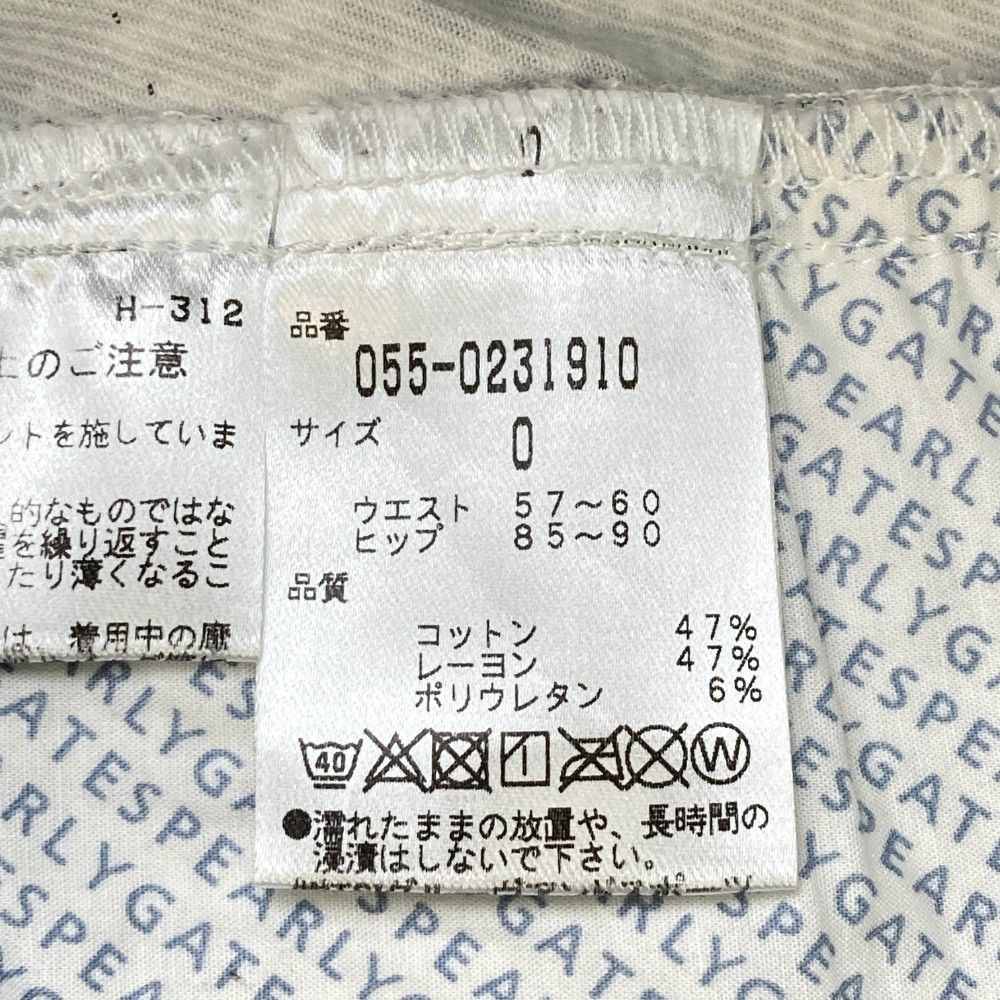 H-312
上のご注意
ントを施していま
的なものではな
を繰り返すこと
たり薄くなるこ
は、着用中の摩
品番
055-0231910
サイズ
0
ウエスト 57〜60
ヒップ 85〜90
品質
コットン 47%
レーヨン 47%
ポリウレタン 6%
40 W
●濡れたままの放置や、長時間の
浸漬はしないで下さい。
PEARLYGATES